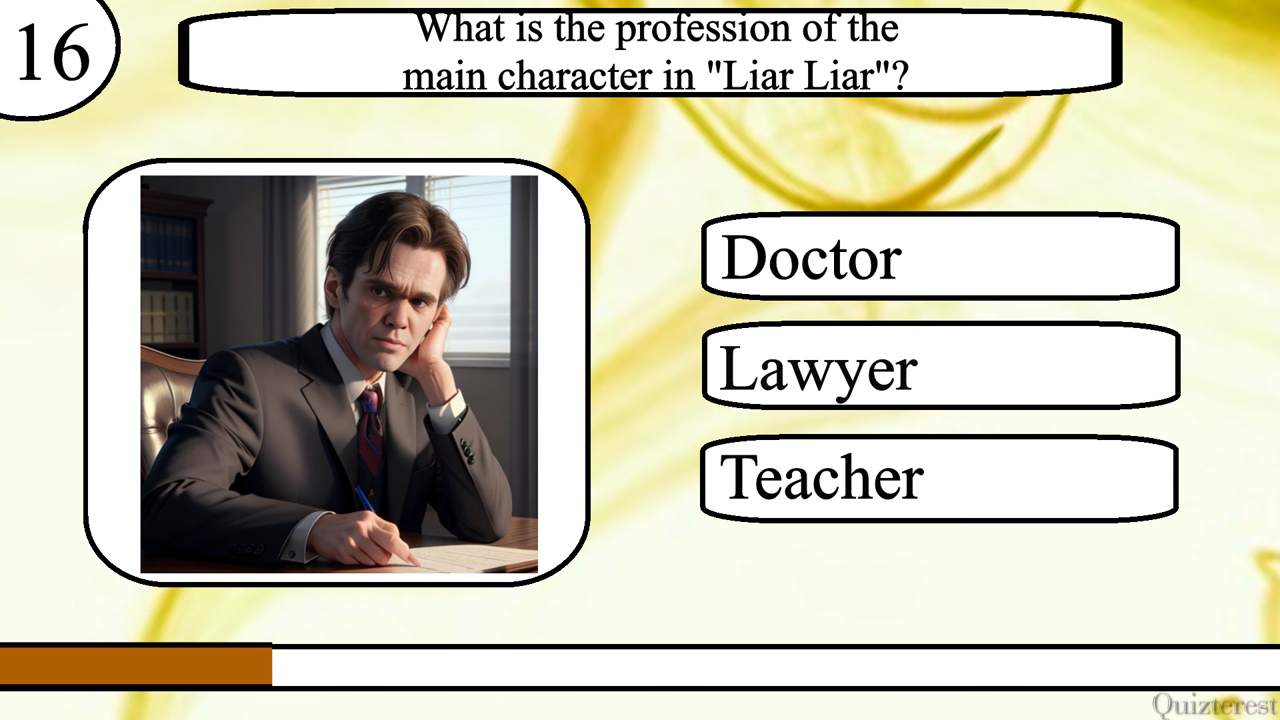 16
What is the profession of the
main character in "Liar Liar"?
Doctor
Lawyer
Teacher
Quizterest